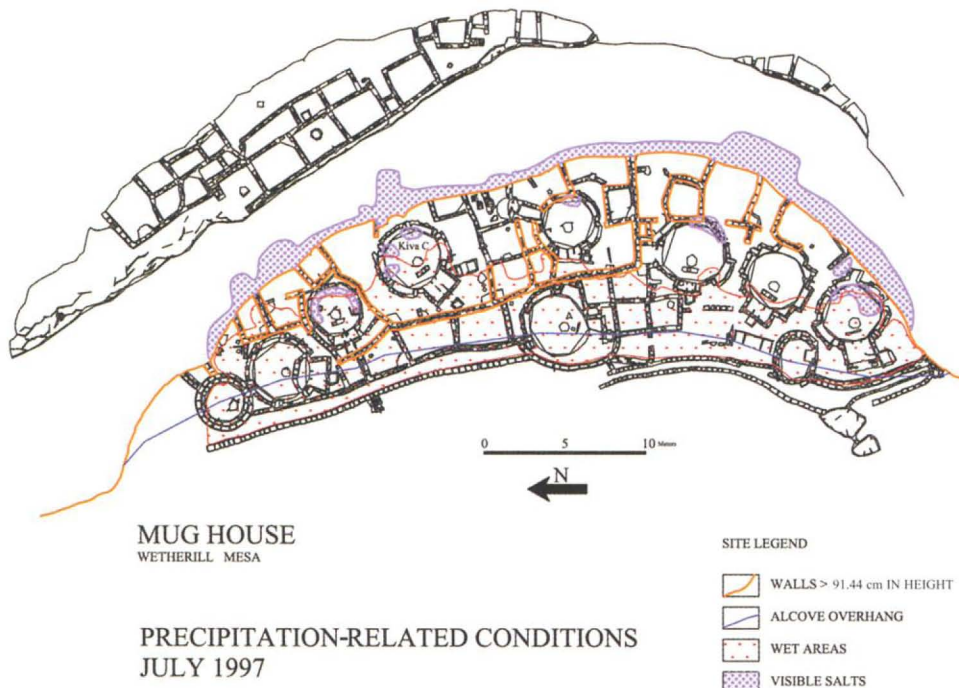 Kiva C
0 5 10 Meters
N
MUG HOUSE
WETHERILL MESA
PRECIPITATION-RELATED CONDITIONS
JULY 1997
SITE LEGEND
WALLS > 91.44 cm IN HEIGHT
ALCOVE OVERHANG
WET AREAS
VISIBLE SALTS